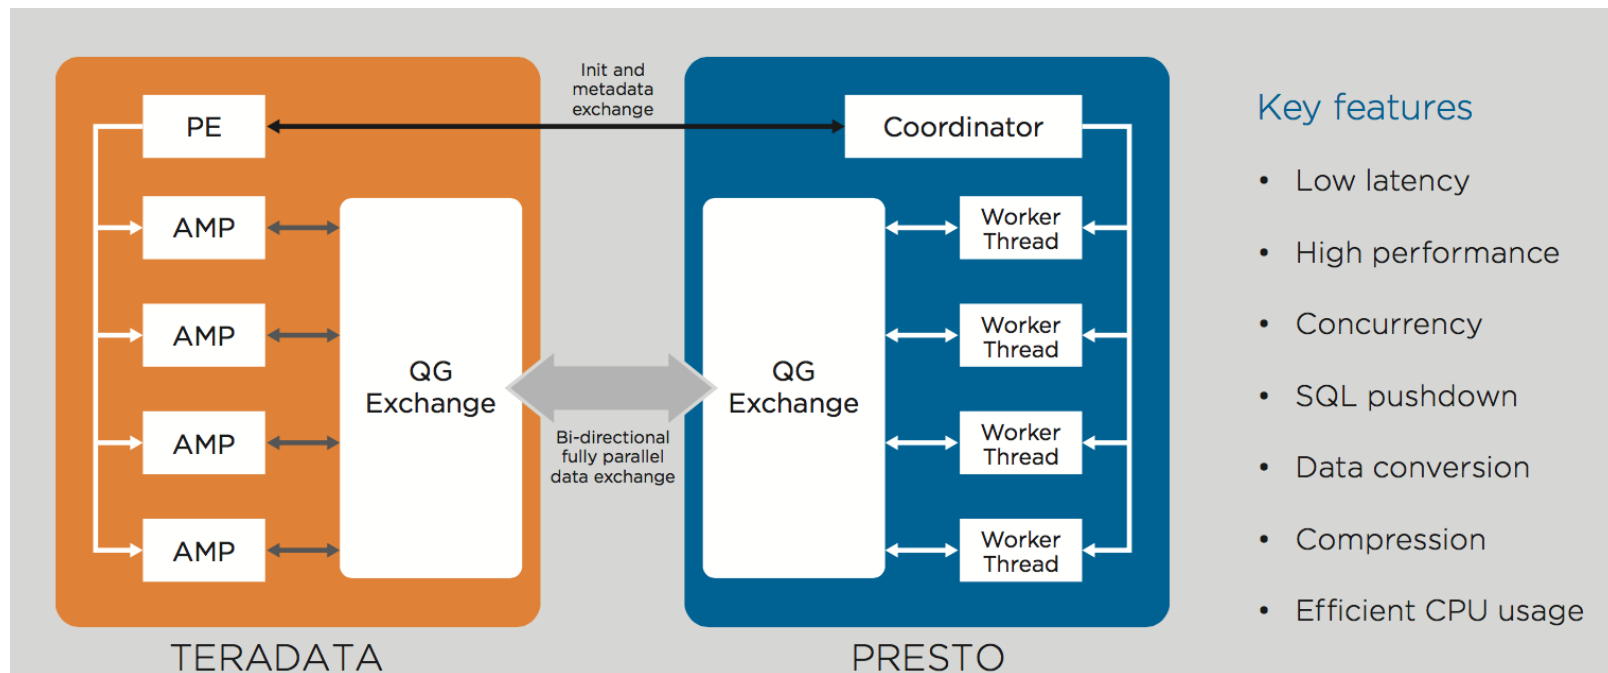 Init and
metadata
exchange
PE
Coordinator
AMP
AMP
AMP
AMP
QG
Exchange
Bi-directional
fully parallel
data exchange
QG
Exchange
Worker
Thread
Worker
Thread
Worker
Thread
Worker
Thread
TERADATA
PRESTO
Key features
• Low latency
• High performance
• Concurrency
• SQL pushdown
• Data conversion
• Compression
• Efficient CPU usage